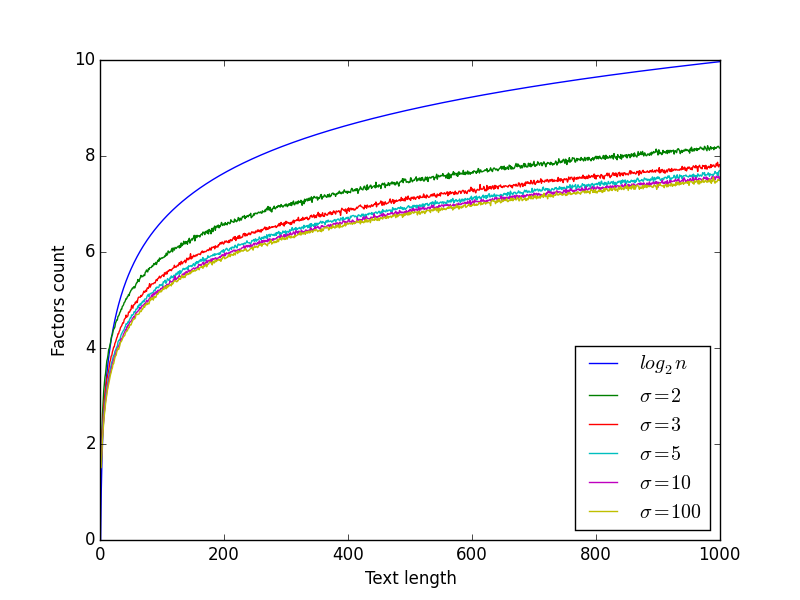 10
8
6
4
2
0
Factors count
0 200 400 600 800 1000
Text length
log₂n
σ=2
σ=3
σ=5
σ=10
σ=100